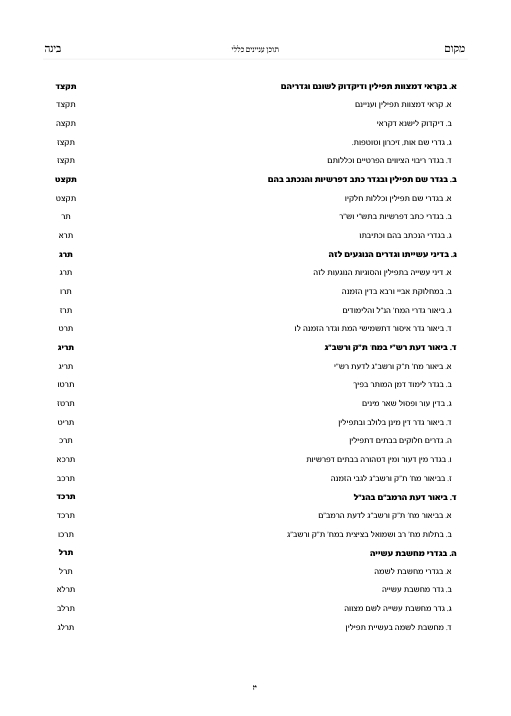 מקום תוכן עניינים כללי בינה
א. בקראי דמצוות תפילין ודיקדוק לשונם וגדריהם תקצד
א. קראי דמצוות תפילין וענינם תקצד
ב. דיקדוק לישנא דקראי תקצה
ג. גדרי שם אות, זיכרון וטוטפות. תקצז
ד. בגדר ריבוי הציווים הפרטיים וכללותם תקצז
ב. בגדר שם תפילין ובגדר כתב דפרשיות והנכתב בהם תקצט
א. בגדרי שם תפילין וכללות חלקיו תקצט
ב. בגדרי כתב דפרשיות בתש"י וש"ר תר
ג. בגדרי הנכתב בהם וכתיבתו תרא
ג. בדיני עשייתו וגדרים הנוגעים לזה תרג
א. דיני עשייה בתפילין והסוגיות הנוגעות לזה תרג
ב. במחלוקת אביי ורבא בדין הזמנה תרו
ג. ביאור גדרי המח' הנ"ל והלימודים תרז
ד. ביאור גדר איסור דתשמישי המת וגדר הזמנה לו תרט
ד. ביאור דעת רש"י במח' ת"ק ורשב"ג תריג
א. ביאור מח' ת"ק ורשב"ג לדעת רש"י תריג
ב. בגדר לימוד דמן המותר בפיך תרטו
ג. בדין עור ופסול שאר מינים תרטז
ד. ביאור גדר דין מינן בלולב ובתפילין תריט
ה. גדרים חלוקים בבתים דתפילין תרכ
ו. בגדר מין דעור ומין דטהורה בבתים דפרשיות תרכא
ז. בביאור מח' ת"ק ורשב"ג לגבי הזמנה תרכב
ד. ביאור דעת הרמב"ם בהנ"ל תרכד
א. בביאור מח' ת"ק ורשב"ג לדעת הרמב"ם תרכד
ב. בתלות מח' רב ושמואל בציצית במח' ת"ק ורשב"ג תרכו
ה. בגדרי מחשבת עשייה תרל
א. בגדרי מחשבת לשמה תרל
ב. גדר מחשבת עשייה תרלא
ג. גדר מחשבת עשייה לשם מצווה תרלב
ד. מחשבת לשמה בעשיית תפילין תרלג